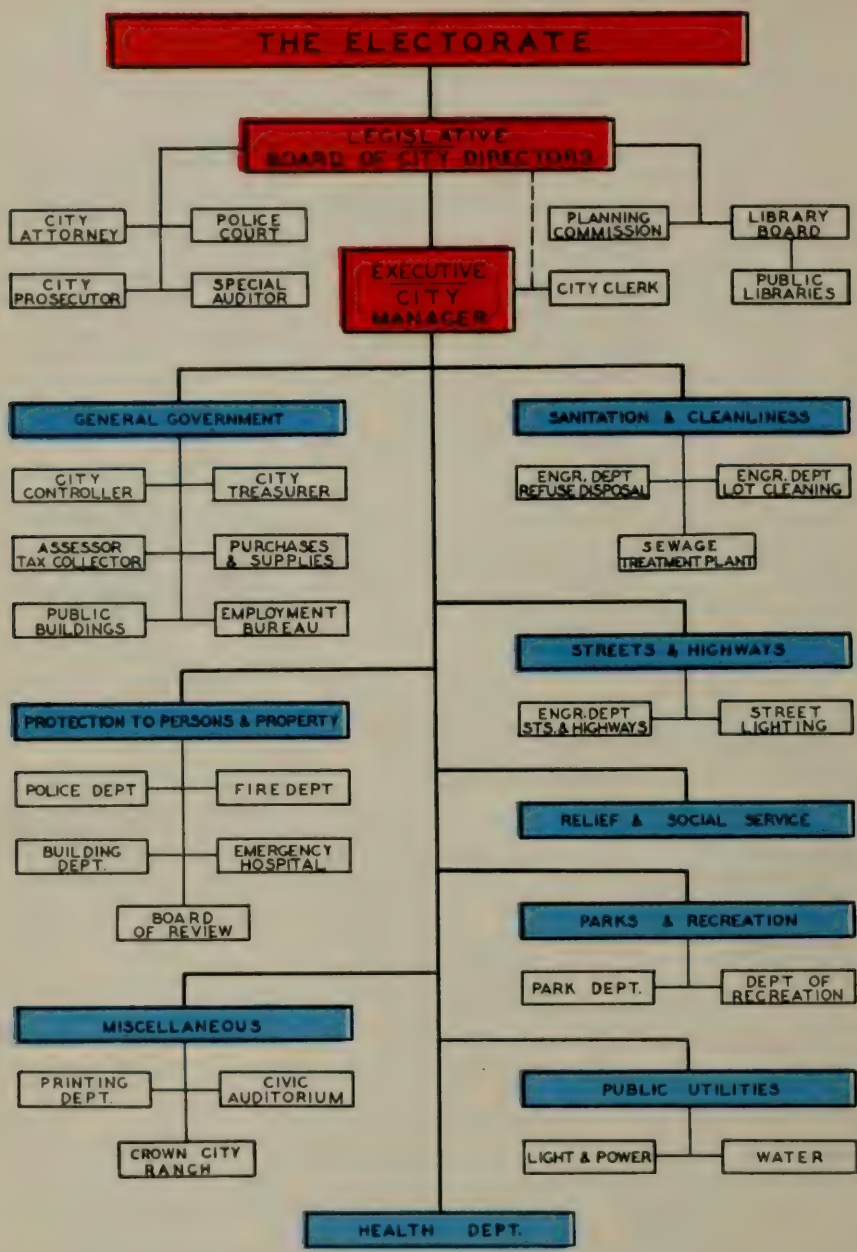 THE ELECTORATE
LEGISLATIVE
BOARD OF CITY DIRECTORS
CITY
ATTORNEY
POLICE
COURT
PLANNING
COMMISSION
LIBRARY
BOARD
CITY
PROSECUTOR
SPECIAL
AUDITOR
EXECUTIVE
CITY
MANAGER
CITY CLERK
PUBLIC
LIBRARIES
GENERAL GOVERNMENT
CITY
CONTROLLER
CITY
TREASURER
ASSESSOR
TAX COLLECTOR
PURCHASES
& SUPPLIES
PUBLIC
BUILDINGS
EMPLOYMENT
BUREAU
SANITATION & CLEANLINESS
ENGR. DEPT
REFUSE DISPOSAL
ENGR. DEPT
LOT CLEANING
SEWAGE
TREATMENT PLANT
STREETS & HIGHWAYS
ENGR. DEPT
STS. & HIGHWAYS
STREET
LIGHTING
PROTECTION TO PERSONS & PROPERTY
POLICE DEPT
FIRE DEPT
BUILDING
DEPT.
EMERGENCY
HOSPITAL
BOARD
OF REVIEW
RELIEF & SOCIAL SERVICE
PARKS & RECREATION
PARK DEPT.
DEPT OF
RECREATION
MISCELLANEOUS
PRINTING
DEPT.
CIVIC
AUDITORIUM
CROWN CITY
RANCH
PUBLIC UTILITIES
LIGHT & POWER
WATER
HEALTH DEPT.